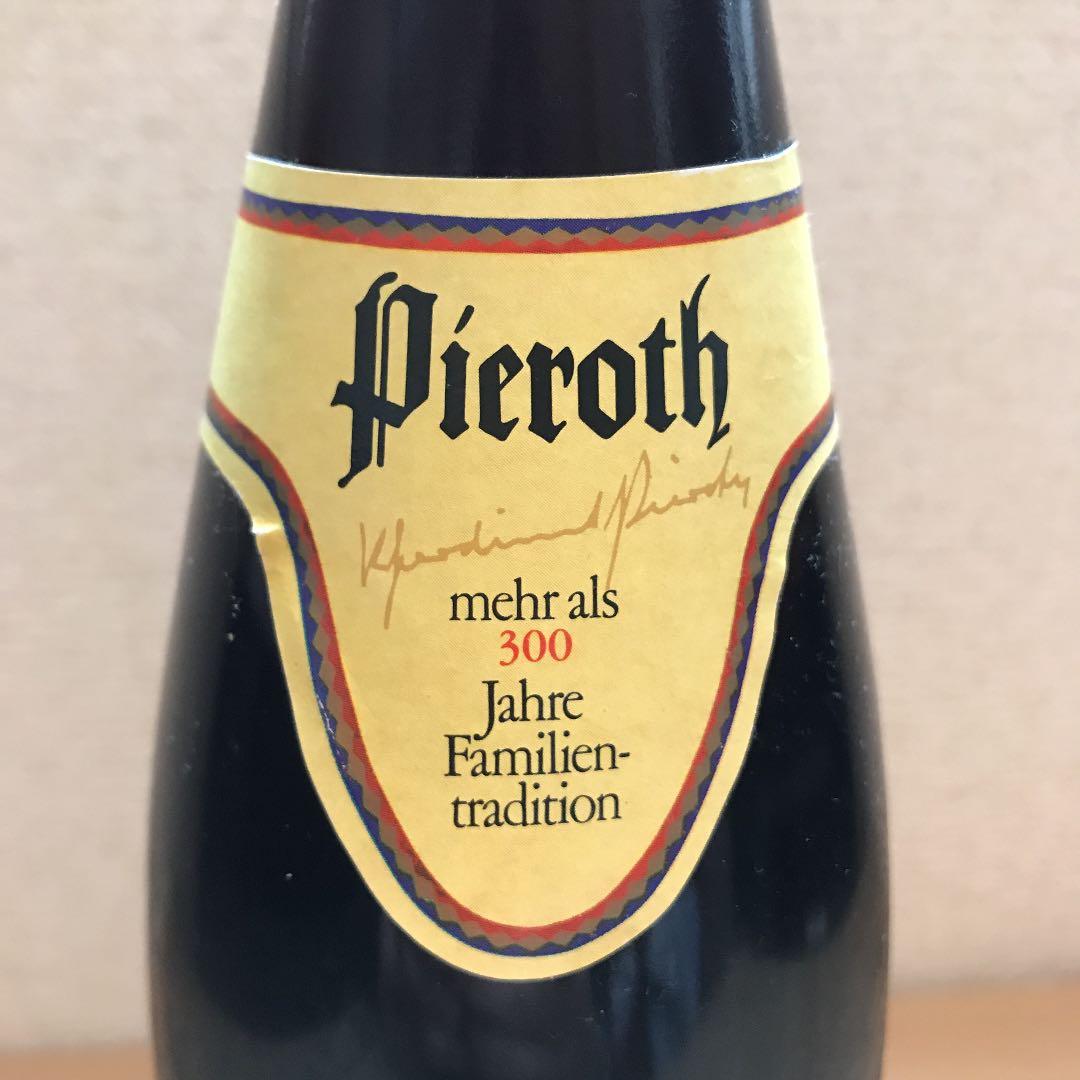 Pieroth
mehr als
300
Jahre
Familien-
tradition